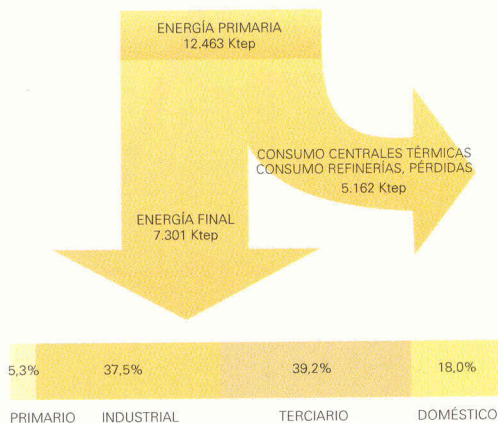 ENERGÍA PRIMARIA
12.463 Ktep
CONSUMO CENTRALES TÉRMICAS
CONSUMO REFINERÍAS, PÉRDIDAS
5.162 Ktep
ENERGÍA FINAL
7.301 Ktep
5,3% 37,5% 39,2% 18,0%
PRIMARIO INDUSTRIAL TERCIARIO DOMÉSTICO